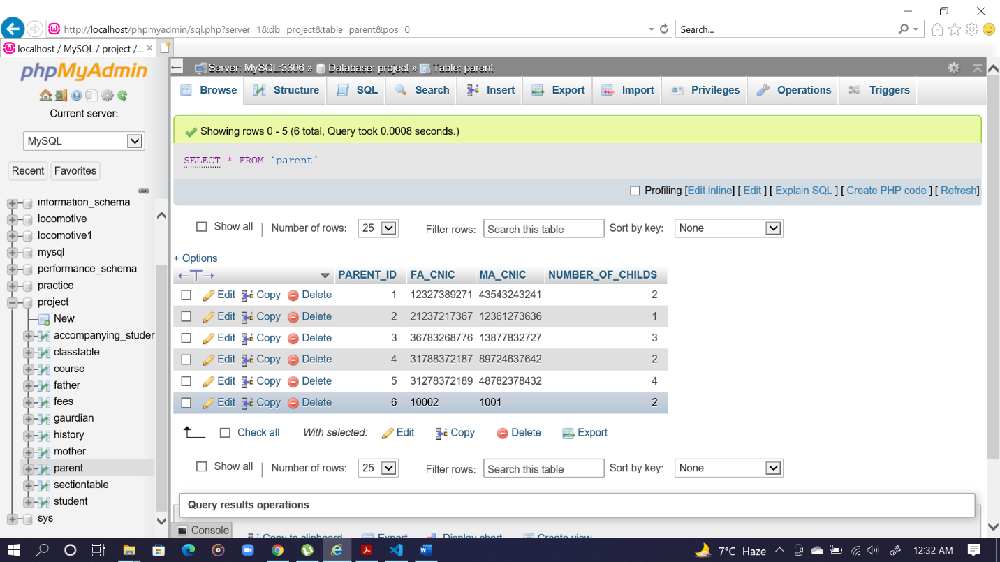 http://localhost/phpmyadmin/sql.php?server=1&db=project&table=parent&pos=0
Search...
localhost / MySQL / project /...
phpMyAdmin
Current server:
MySQL
Recent
Favorites
information_schema
locomotive
locomotive1
mysql
performance_schema
practice
project
New
accompanying_studen
classtable
course
father
fees
gaurdian
history
mother
parent
sectiontable
student
sys
Server: MySQL:3306 » Database: project » Table: parent
Browse Structure SQL Search Insert Export Import Privileges Operations Triggers
Showing rows 0 - 5 (6 total, Query took 0.0008 seconds.)
SELECT * FROM `parent`
Profiling [Edit inline] [ Edit ] [ Explain SQL ] [ Create PHP code ] [ Refresh]
Show all | Number of rows: 25 Filter rows: Search this table Sort by key: None
+ Options
←T→ PARENT_ID FA_CNIC MA_CNIC NUMBER_OF_CHILDS
Edit Copy Delete 1 12327389271 43543243241 2
Edit Copy Delete 2 21237217367 12361273636 1
Edit Copy Delete 3 36783268776 13877832727 3
Edit Copy Delete 4 31788372187 89724637642 2
Edit Copy Delete 5 31278372189 48782378432 4
Edit Copy Delete 6 10002 1001 2
Check all With selected: Edit Copy Delete Export
Show all | Number of rows: 25 Filter rows: Search this table Sort by key: None
Query results operations
Console
Copy to clipboard Export Display chart Create view
7°C Haze 12:32 AM